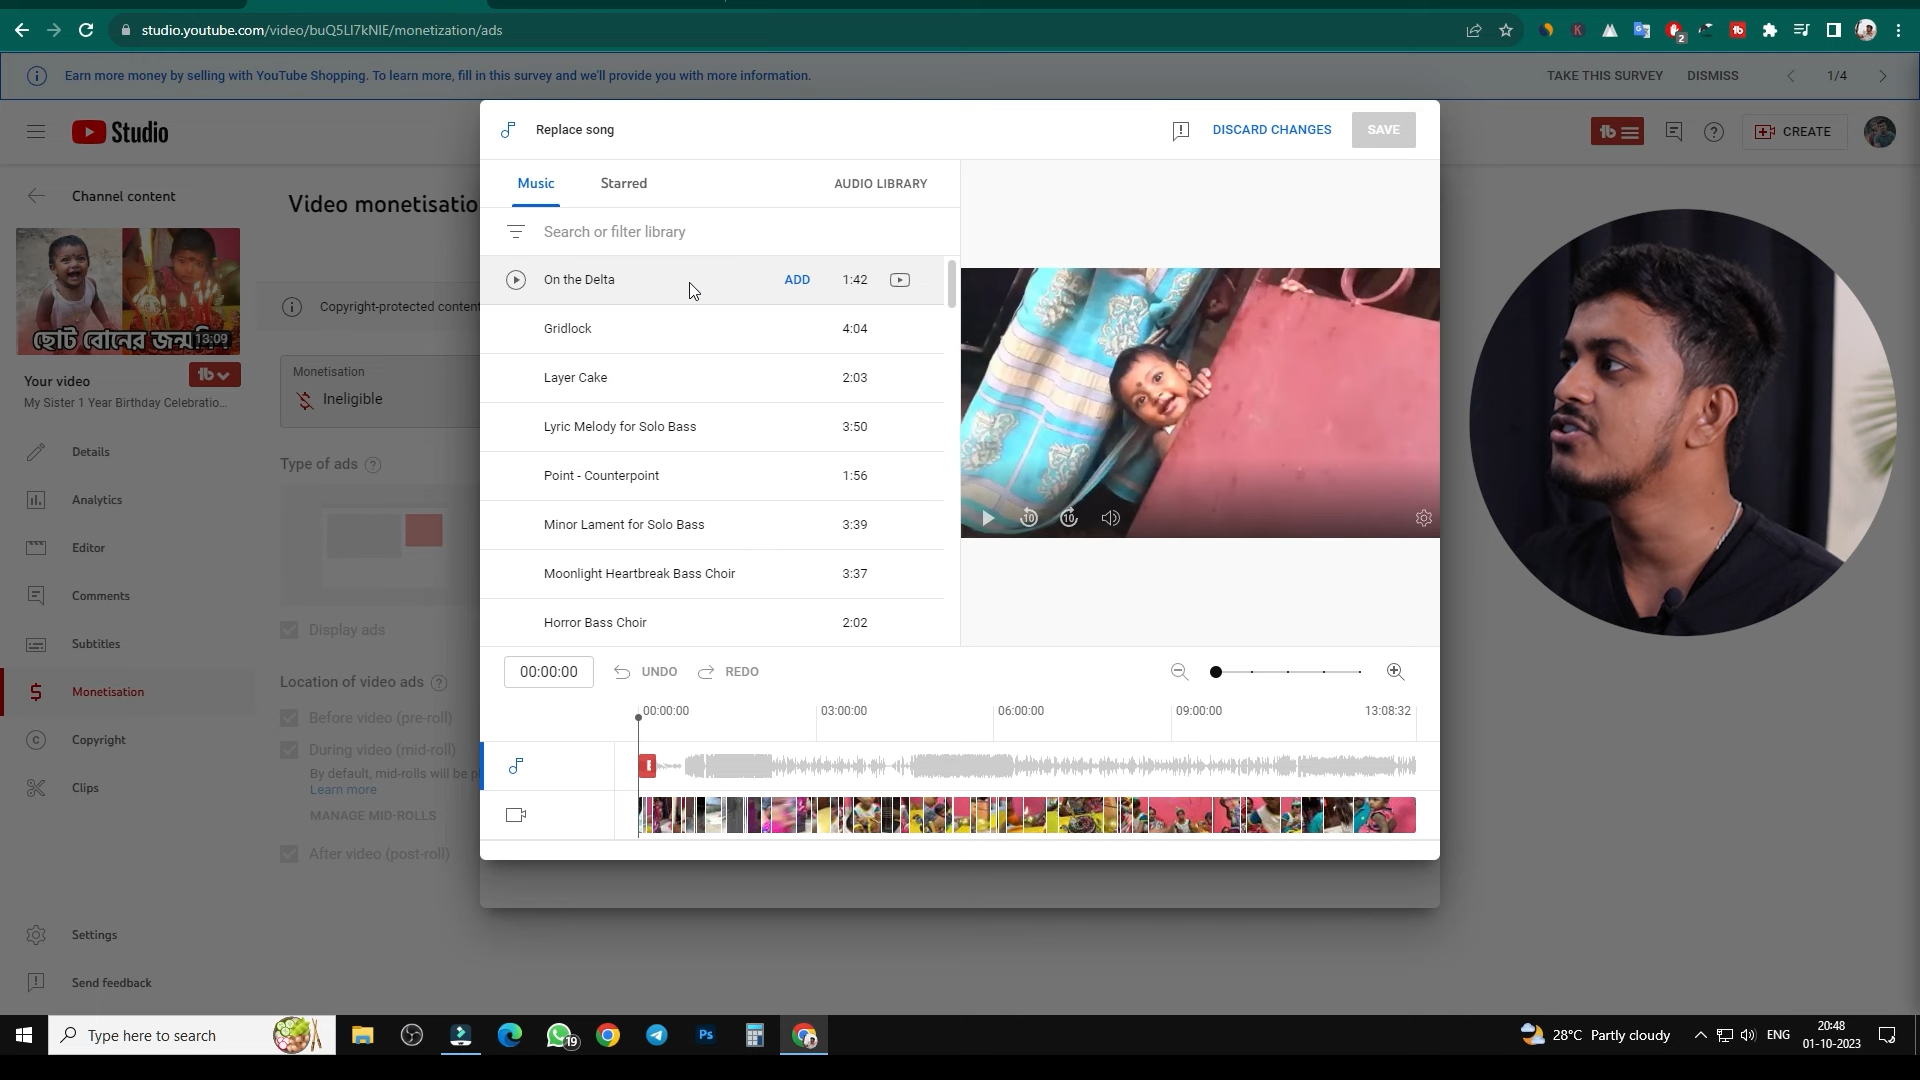 studio.youtube.com/video/buQ5LI7kNIE/monetization/ads
2
Earn more money by selling with YouTube Shopping. To learn more, fill in this survey and we'll provide you with more information.
TAKE THIS SURVEY
DISMISS
1/4
Studio
CREATE
Replace song
DISCARD CHANGES
SAVE
Channel content
Video monetisatio
ছোট বোনের জন্ম
13:09
Your video
My Sister 1 Year Birthday Celebratio...
Details
Analytics
Editor
Comments
Subtitles
Monetisation
Copyright
Clips
Settings
Send feedback
Copyright-protected content
Monetisation
Ineligible
Type of ads
Display ads
Location of video ads
Before video (pre-roll)
During video (mid-roll)
By default, mid-rolls will be pl
Learn more
MANAGE MID-ROLLS
After video (post-roll)
Music
Starred
AUDIO LIBRARY
Search or filter library
On the Delta
ADD
1:42
Gridlock
4:04
Layer Cake
2:03
Lyric Melody for Solo Bass
3:50
Point - Counterpoint
1:56
Minor Lament for Solo Bass
3:39
Moonlight Heartbreak Bass Choir
3:37
Horror Bass Choir
2:02
10
10
00:00:00
UNDO
REDO
00:00:00
03:00:00
06:00:00
09:00:00
13:08:32
Type here to search
19
Ps
28°C Partly cloudy
ENG
20:48
01-10-2023